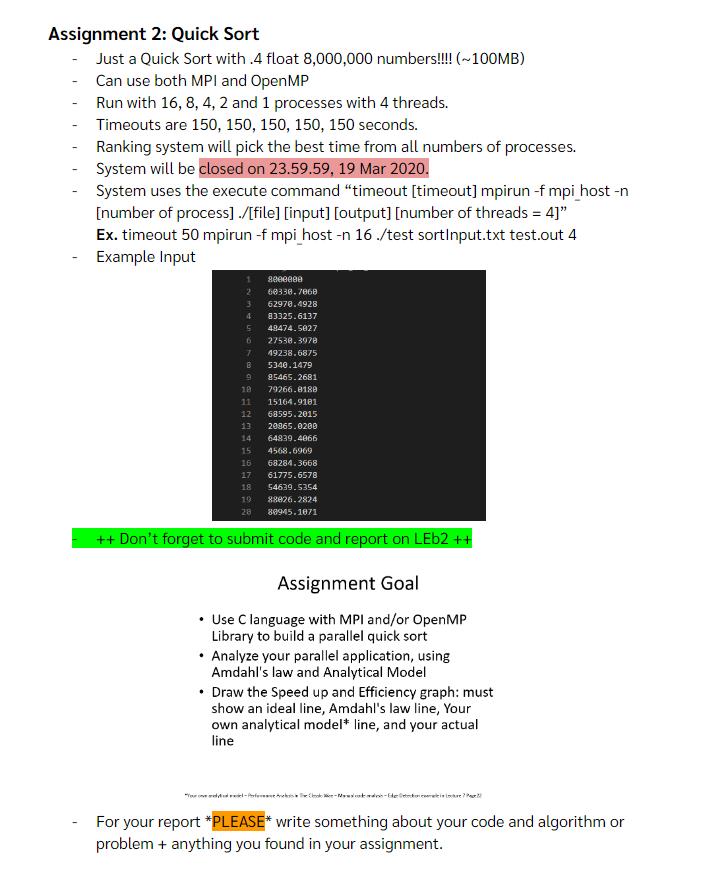 Assignment 2: Quick Sort
- Just a Quick Sort with .4 float 8,000,000 numbers!!!! (~100MB)
- Can use both MPI and OpenMP
- Run with 16, 8, 4, 2 and 1 processes with 4 threads.
- Timeouts are 150, 150, 150, 150, 150 seconds.
- Ranking system will pick the best time from all numbers of processes.
- System will be closed on 23.59.59, 19 Mar 2020.
- System uses the execute command “timeout [timeout] mpirun -f mpi_host -n
[number of process] ./[file] [input] [output] [number of threads = 4]”
Ex. timeout 50 mpirun -f mpi_host -n 16 ./test sortInput.txt test.out 4
- Example Input
1 8000000
2 60330.7060
3 62970.4928
4 83325.6137
5 48474.5027
6 27530.3970
7 49238.6875
8 5340.1479
9 85465.2681
10 79266.0180
11 15164.9101
12 68595.2015
13 20865.0200
14 64839.4066
15 4568.6969
16 68284.3668
17 61775.6578
18 54639.5354
19 88026.2824
20 80945.1071
- ++ Don’t forget to submit code and report on LEb2 ++
Assignment Goal
• Use C language with MPI and/or OpenMP
Library to build a parallel quick sort
• Analyze your parallel application, using
Amdahl's law and Analytical Model
• Draw the Speed up and Efficiency graph: must
show an ideal line, Amdahl's law line, Your
own analytical model* line, and your actual
line
*Your own analytical model – Performance Analysis in The Classic Way – Manual code analysis – Edge Detection example in Lecture 7 Page 22
- For your report *PLEASE* write something about your code and algorithm or
problem + anything you found in your assignment.